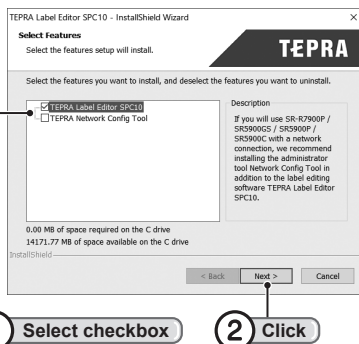 TEPRA Label Editor SPC10 - InstallShield Wizard
Select Features
Select the features setup will install.
TEPRA
Select the features you want to install, and deselect the features you want to uninstall.
TEPRA Label Editor SPC10
TEPRA Network Config Tool
Description
If you will use SR-R7900P /
SR5900GS / SR5900P /
SR5900C with a network
connection, we recommend
installing the administrator
tool Network Config Tool in
addition to the label editing
software TEPRA Label Editor
SPC10.
0.00 MB of space required on the C drive
14171.77 MB of space available on the C drive
InstallShield
< Back
Next >
Cancel
Select checkbox
2 Click